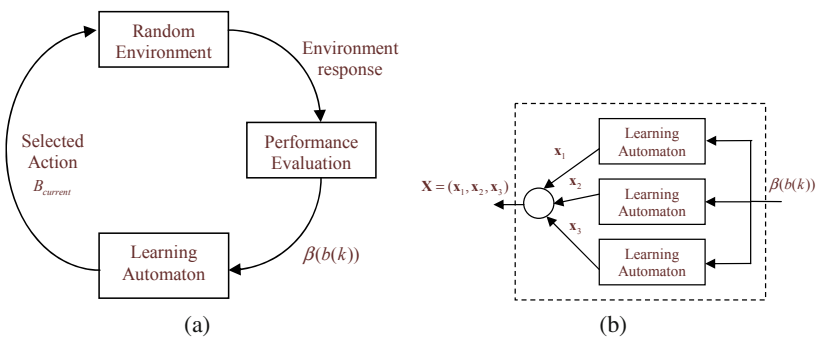 Random
Environment
Environment
response
Performance
Evaluation
Selected
Action
B_current
Learning
Automaton
β(b(k))
(a)
Learning
Automaton
x₁
Learning
Automaton
x₂
X = (x₁, x₂, x₃)
β(b(k))
x₃
Learning
Automaton
(b)